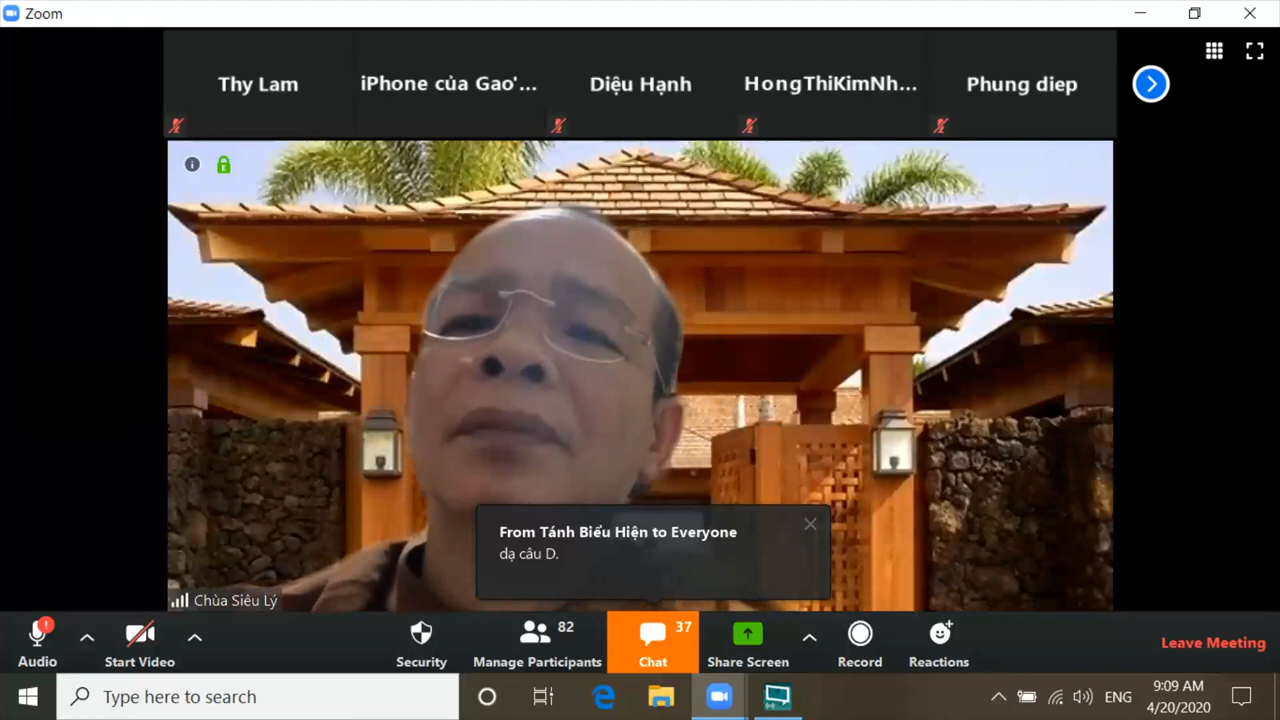 Zoom
Thy Lam
iPhone của Gao'...
Diệu Hạnh
HongThiKimNh...
Phung diep
From Tánh Biểu Hiện to Everyone
dạ câu D.
Chùa Siêu Lý
82
37
Audio
Start Video
Security
Manage Participants
Chat
Share Screen
Record
Reactions
Leave Meeting
Type here to search
ENG
9:09 AM
4/20/2020